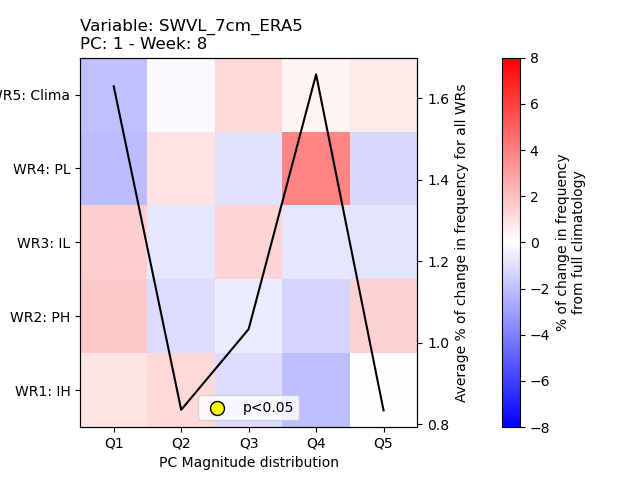 Variable: SWVL_7cm_ERA5
PC: 1 - Week: 8
WR5: Clima
WR4: PL
WR3: IL
WR2: PH
WR1: IH
Q1 Q2 Q3 Q4 Q5
PC Magnitude distribution
p<0.05
1.6
1.4
1.2
1.0
0.8
Average % of change in frequency for all WRs
8
6
4
2
0
−2
−4
−6
−8
% of change in frequency
from full climatology